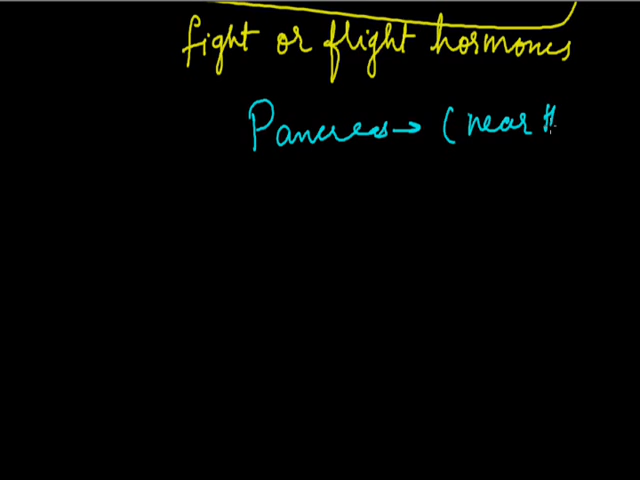 fight or flight hormones
Pancreas → (near